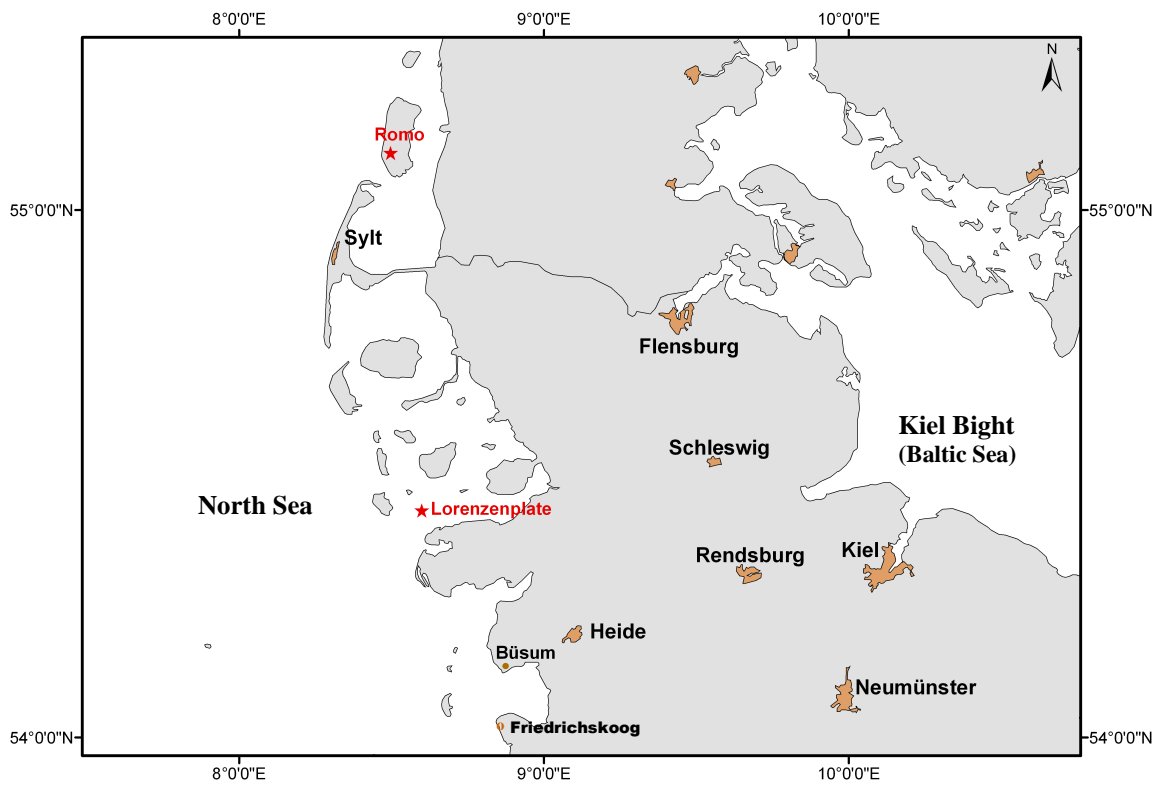 8°0'0"E
9°0'0"E
10°0'0"E
N
Romo
55°0'0"N
55°0'0"N
Sylt
Flensburg
Kiel Bight
(Baltic Sea)
Schleswig
North Sea
Lorenzenplate
Rendsburg
Kiel
Heide
Büsum
Neumünster
Friedrichskoog
54°0'0"N
54°0'0"N
8°0'0"E
9°0'0"E
10°0'0"E